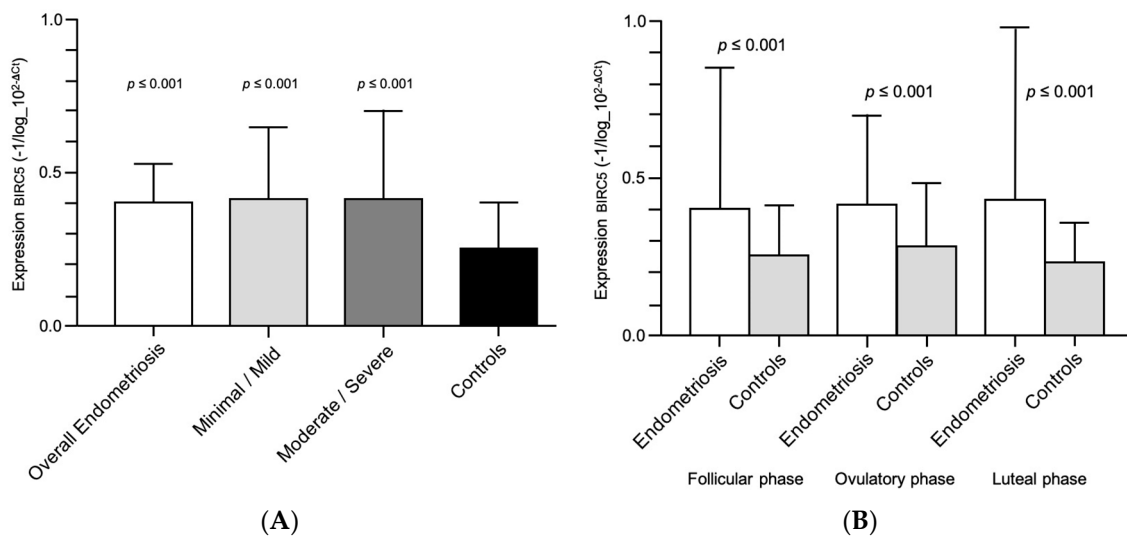 1.0
0.5
0.0
Expression BIRC5 (-1/log_10^2-ΔCt)
p ≤ 0.001
p ≤ 0.001
p ≤ 0.001
Overall Endometriosis
Minimal / Mild
Moderate / Severe
Controls
(A)
1.0
0.5
0.0
Expression BIRC5 (-1/log_10^2-ΔCt)
p ≤ 0.001
p ≤ 0.001
p ≤ 0.001
Endometriosis
Controls
Endometriosis
Controls
Endometriosis
Controls
Follicular phase
Ovulatory phase
Luteal phase
(B)